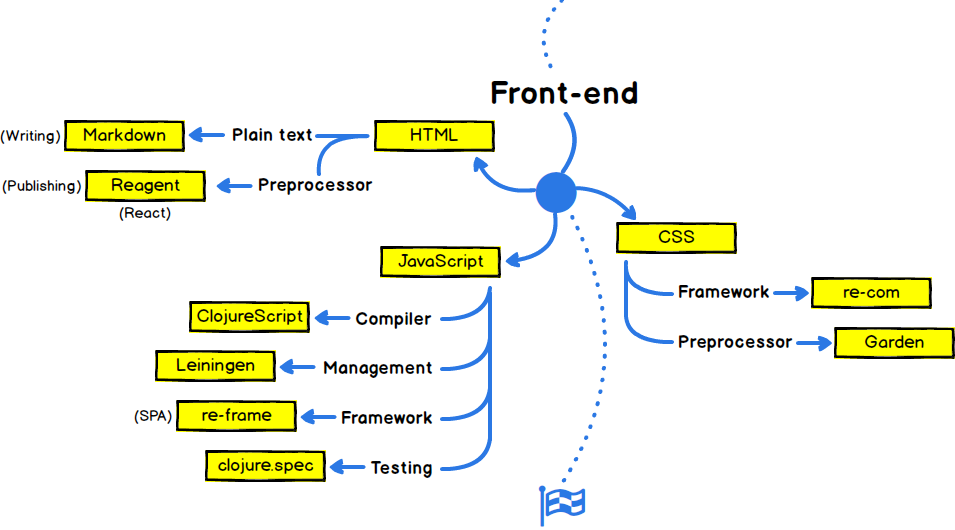 Front-end
(Writing) Markdown Plain text HTML
(Publishing) Reagent Preprocessor
(React)
CSS
JavaScript
Framework re-com
ClojureScript Compiler
Preprocessor Garden
Leiningen Management
(SPA) re-frame Framework
clojure.spec Testing